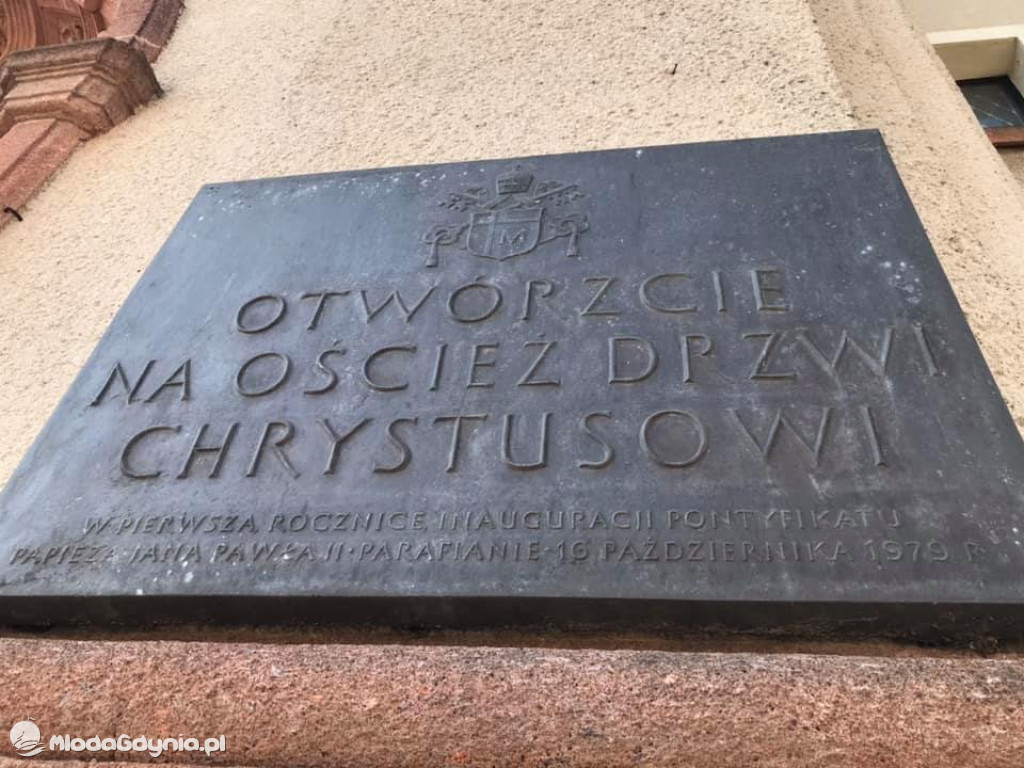 M
OTWÓRZCIE
NA OŚCIEŻ DRZWI
CHRYSTUSOWI
W PIERWSZĄ ROCZNICĘ INAUGURACJI PONTYFIKATU
PAPIEŻA JANA PAWŁA II · PARAFIANIE · 16 PAŹDZIERNIKA 1979 R
MlodaGdynia.pl